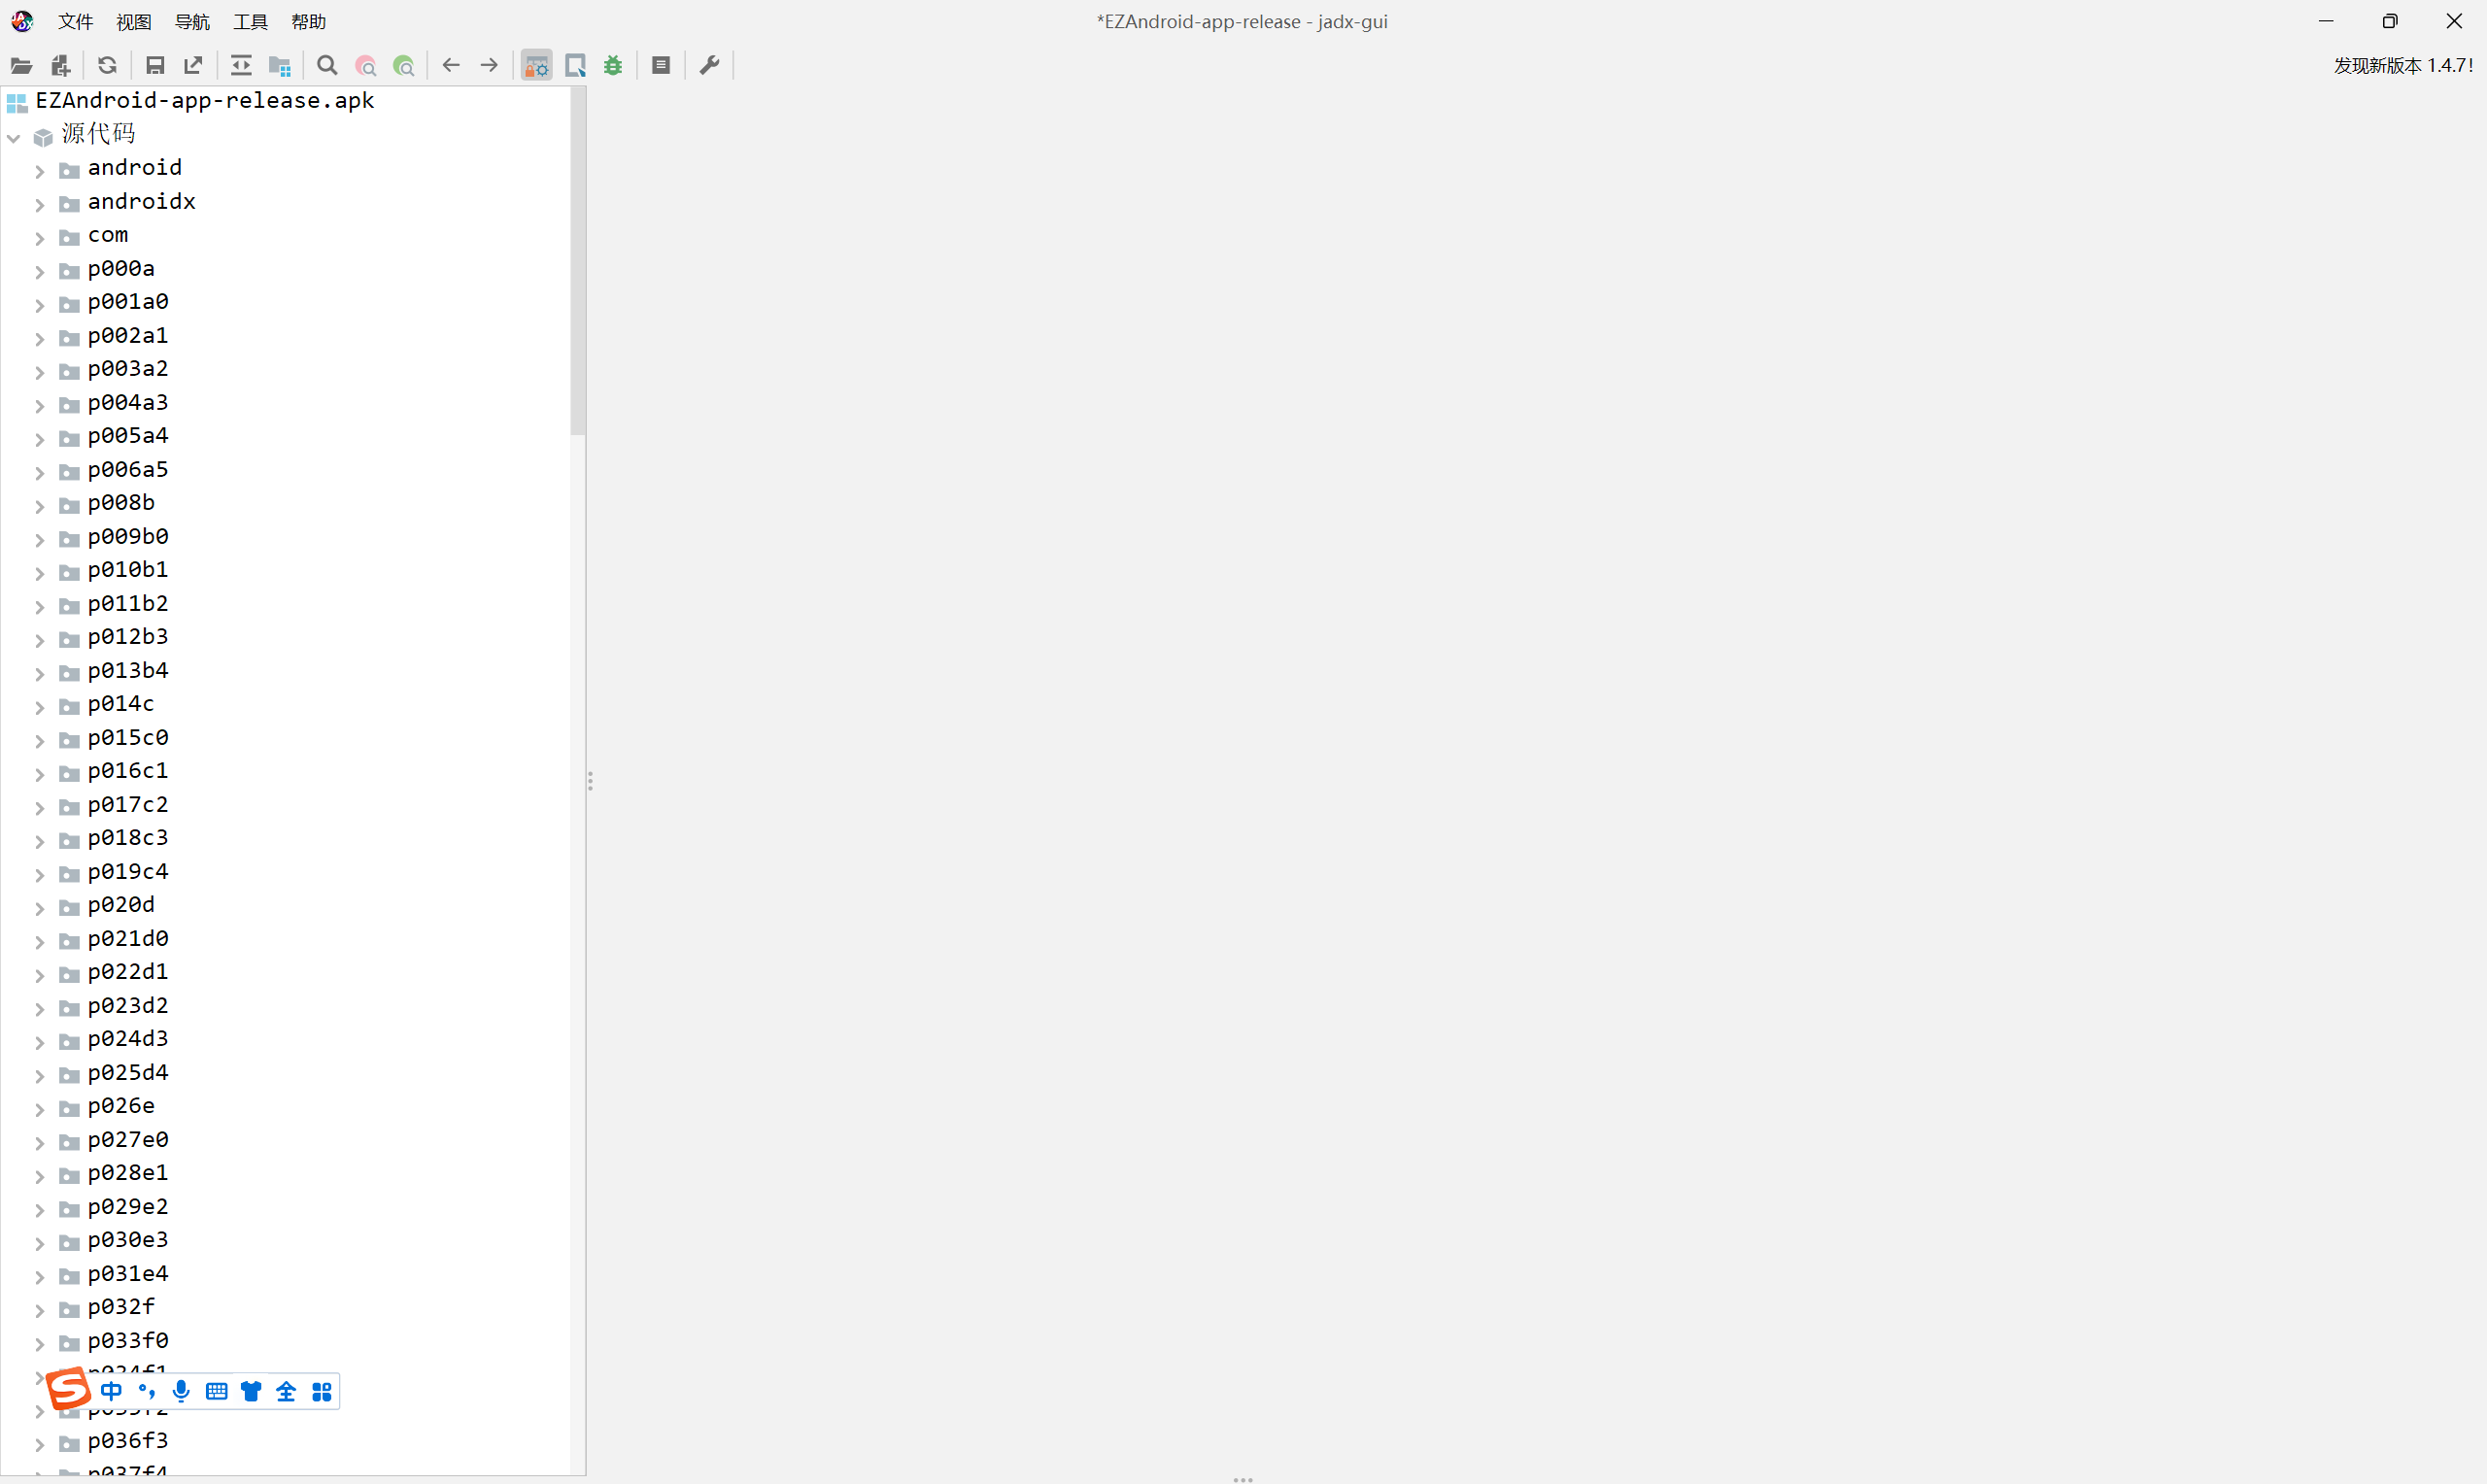 文件 视图 导航 工具 帮助
*EZAndroid-app-release - jadx-gui
发现新版本 1.4.7!
EZAndroid-app-release.apk
源代码
android
androidx
com
p000a
p001a0
p002a1
p003a2
p004a3
p005a4
p006a5
p008b
p009b0
p010b1
p011b2
p012b3
p013b4
p014c
p015c0
p016c1
p017c2
p018c3
p019c4
p020d
p021d0
p022d1
p023d2
p024d3
p025d4
p026e
p027e0
p028e1
p029e2
p030e3
p031e4
p032f
p033f0
p034f1
中 全
p036f3
p037f4